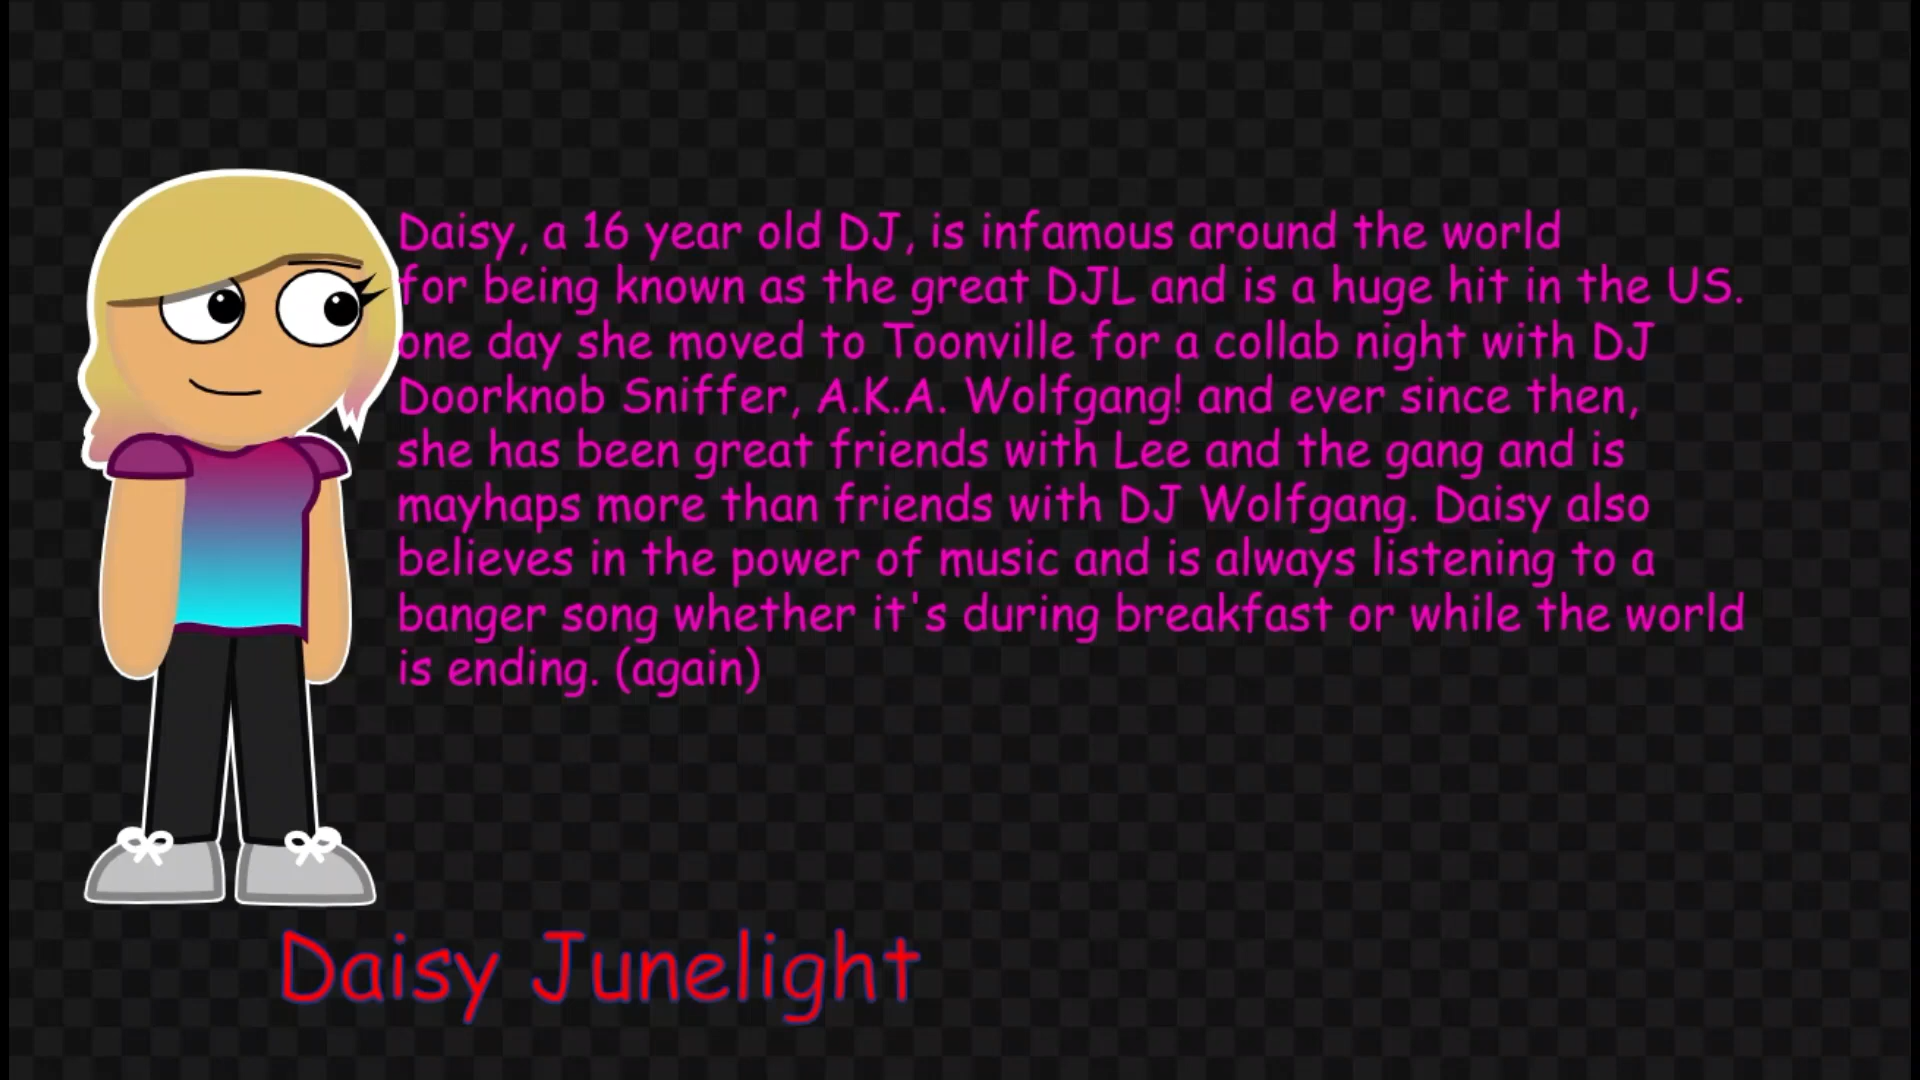 Daisy, a 16 year old DJ, is infamous around the world
for being known as the great DJL and is a huge hit in the US.
one day she moved to Toonville for a collab night with DJ
Doorknob Sniffer, A.K.A. Wolfgang! and ever since then,
she has been great friends with Lee and the gang and is
mayhaps more than friends with DJ Wolfgang. Daisy also
believes in the power of music and is always listening to a
banger song whether it's during breakfast or while the world
is ending. (again)
Daisy Junelight